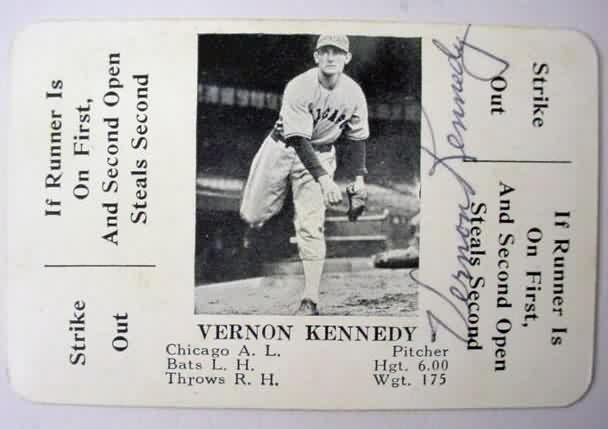 If Runner Is
On First,
And Second Open
Steals Second
Strike
Out
CHICAGO
VERNON KENNEDY
Chicago A. L.
Bats L. H.
Throws R. H.
Pitcher
Hgt. 6.00
Wgt. 175
Vernon Kennedy
Strike
Out
If Runner Is
On First,
And Second Open
Steals Second